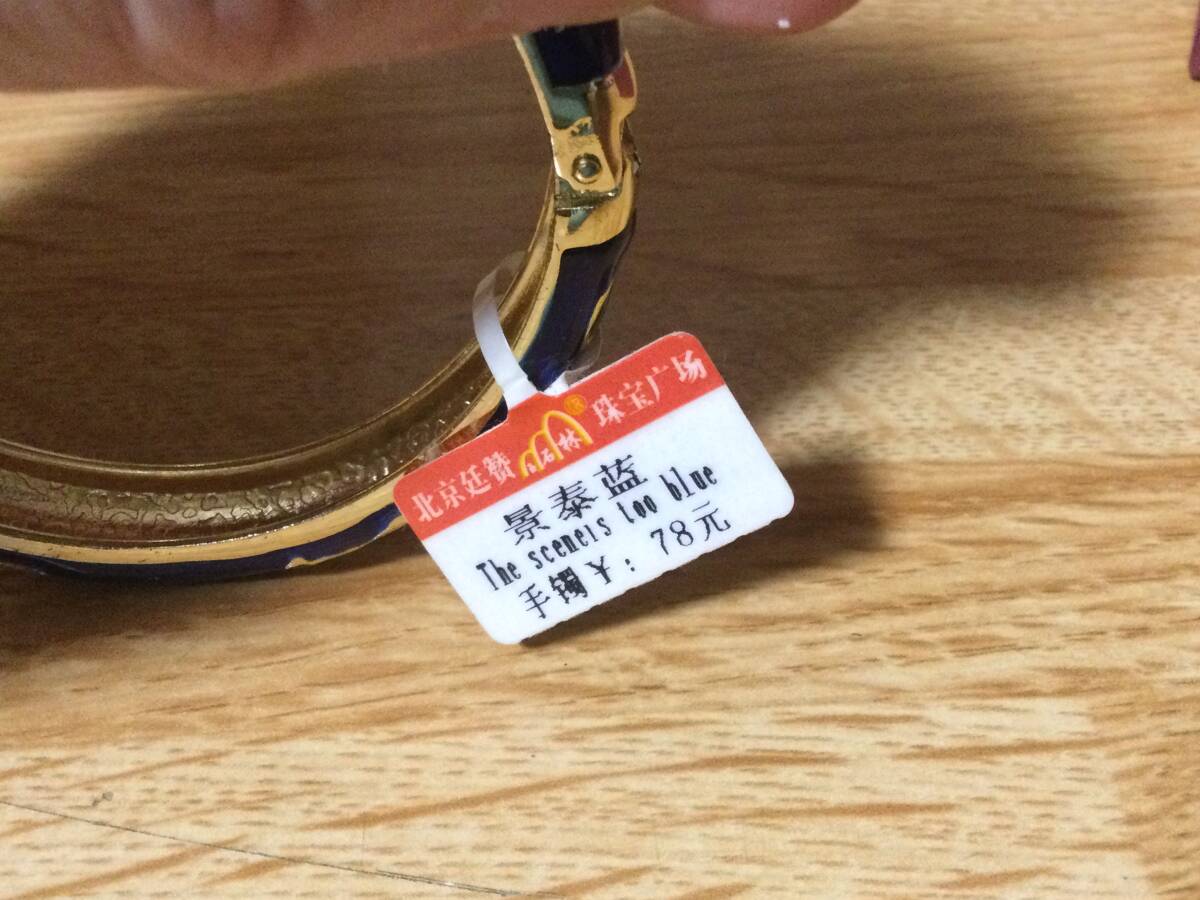 北京廷赞 石林® 珠宝广场
景泰蓝
The sceners too blue
手镯￥：78元